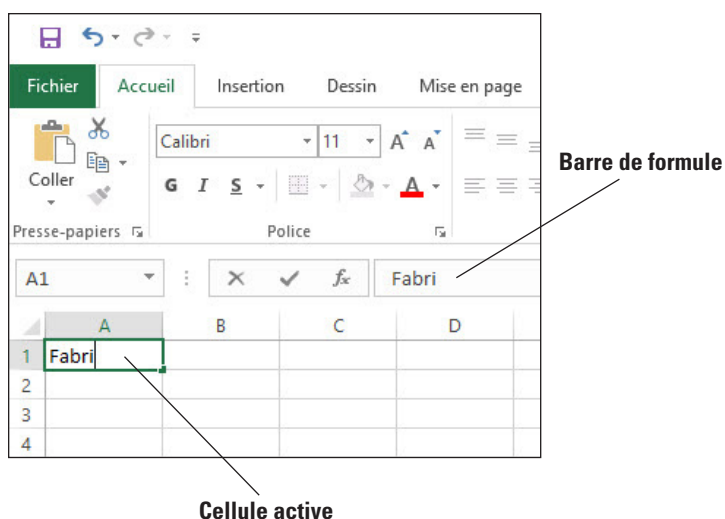 Fichier Accueil Insertion Dessin Mise en page
Calibri 11 A A
Coller
G I S A
Presse-papiers Police
Barre de formule
A1 fx Fabri
A B C D
1 Fabri
2
3
4
Cellule active